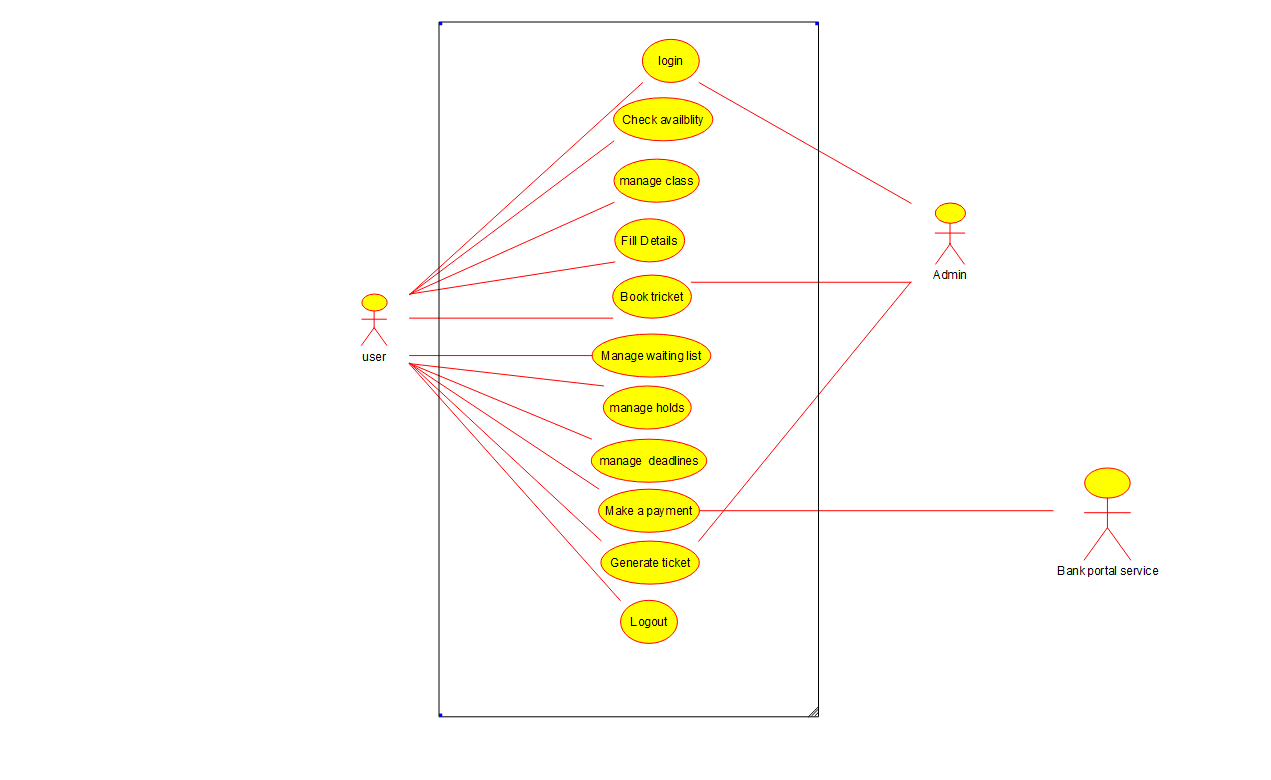 login
Check availblity
manage class
Fill Details
Book tricket
Manage waiting list
manage holds
manage  deadlines
Make a payment
Generate ticket
Logout
user
Admin
Bank portal service